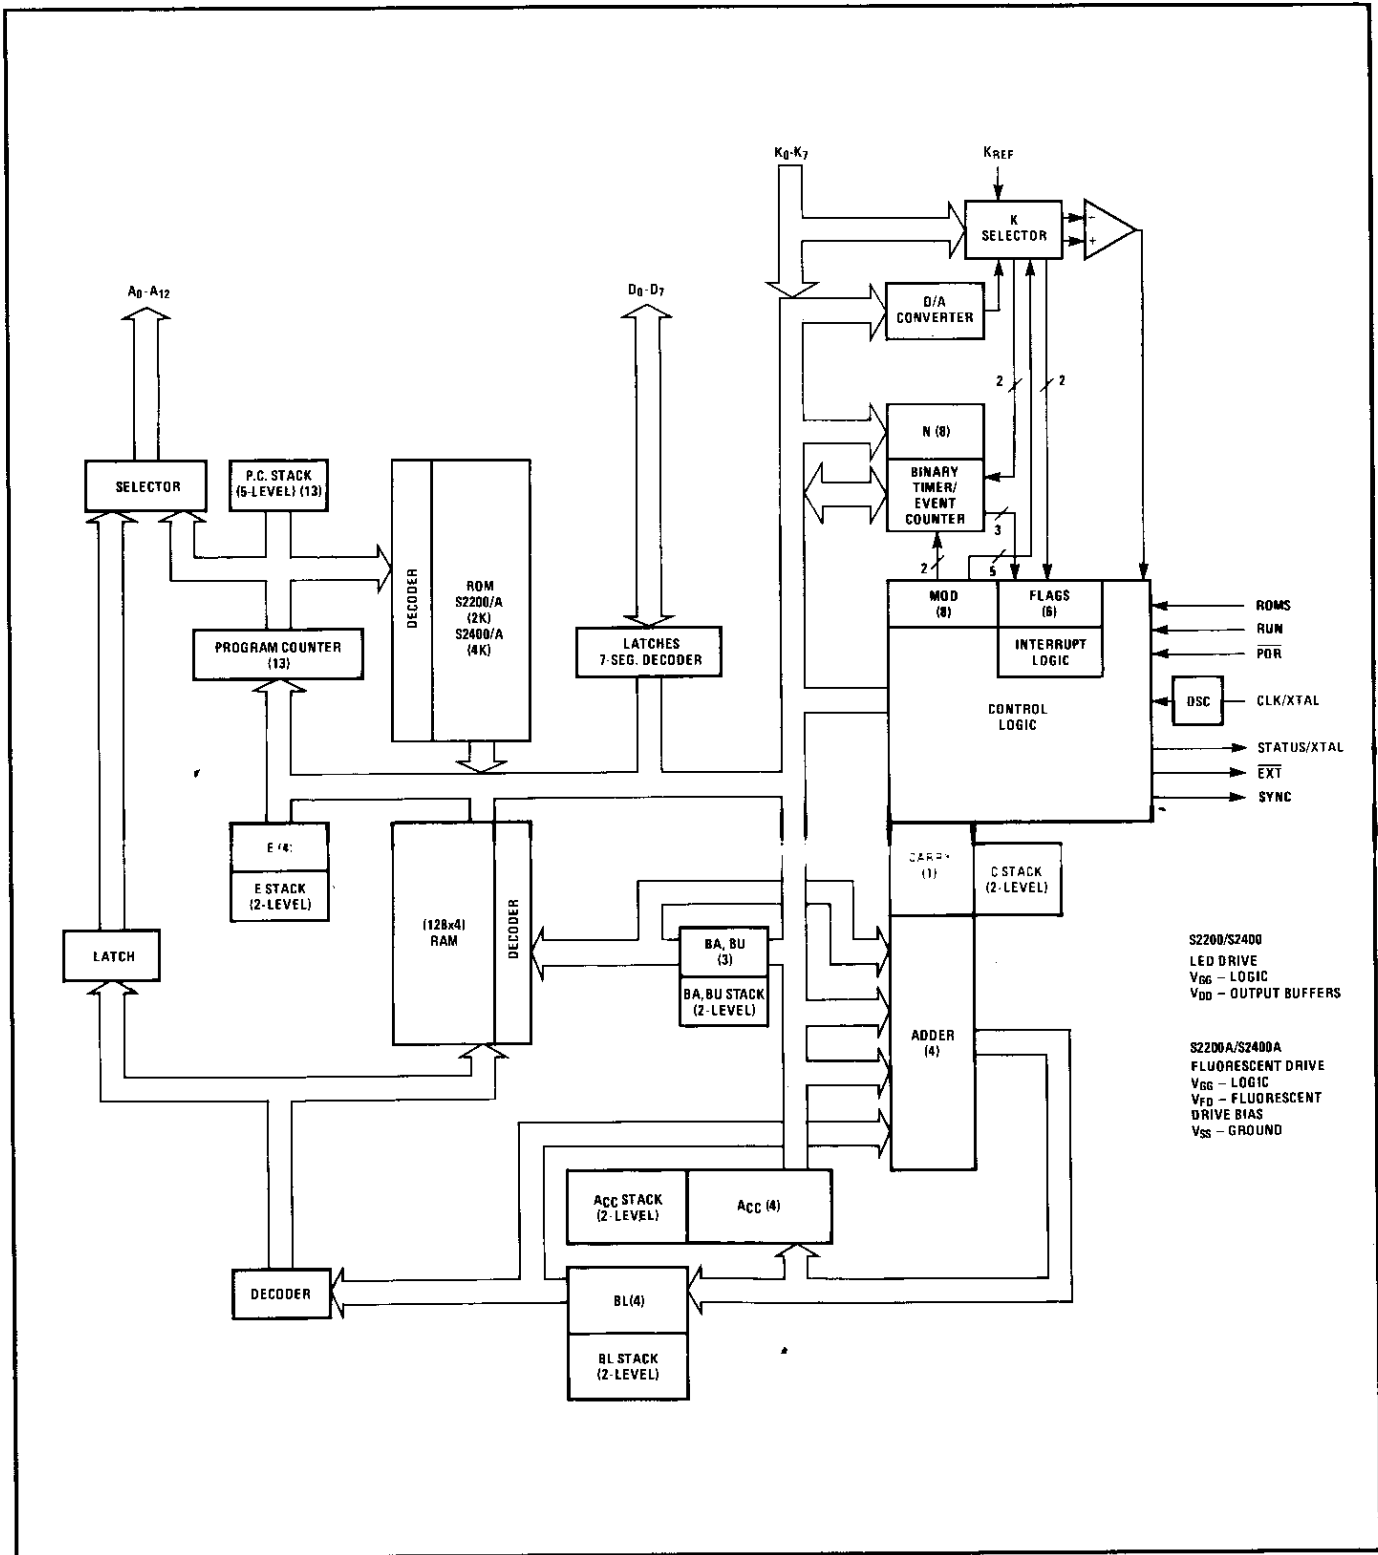 K0-K7
KREF
K
SELECTOR
−
+
A0-A12
D0-D7
D/A
CONVERTER
2
2
N (8)
SELECTOR
P.C. STACK
(5-LEVEL) (13)
BINARY
TIMER/
EVENT
COUNTER
3
DECODER
ROM
S2200/A
(2K)
S2400/A
(4K)
2
5
MOD
(8)
FLAGS
(6)
ROMS
RUN
POR
PROGRAM COUNTER
(13)
LATCHES
7-SEG. DECODER
INTERRUPT
LOGIC
CONTROL
LOGIC
OSC
CLK/XTAL
STATUS/XTAL
EXT
SYNC
E (4)
E STACK
(2-LEVEL)
CARRY
(1)
C STACK
(2-LEVEL)
(128x4)
RAM
DECODER
LATCH
BA, BU
(3)
BA, BU STACK
(2-LEVEL)
S2200/S2400
LED DRIVE
VGG – LOGIC
VDD – OUTPUT BUFFERS
ADDER
(4)
S2200A/S2400A
FLUORESCENT DRIVE
VGG – LOGIC
VFD – FLUORESCENT
DRIVE BIAS
VSS – GROUND
ACC STACK
(2-LEVEL)
ACC (4)
DECODER
BL(4)
BL STACK
(2-LEVEL)